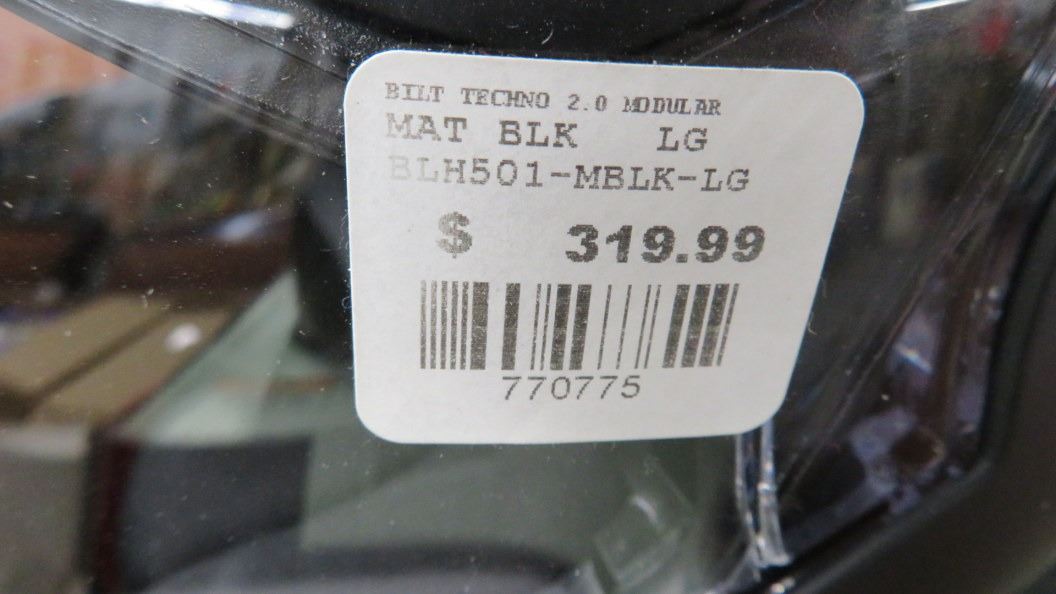 BILT TECHNO 2.0 MODULAR
MAT BLK LG
BLH501-MBLK-LG
$ 319.99
770775